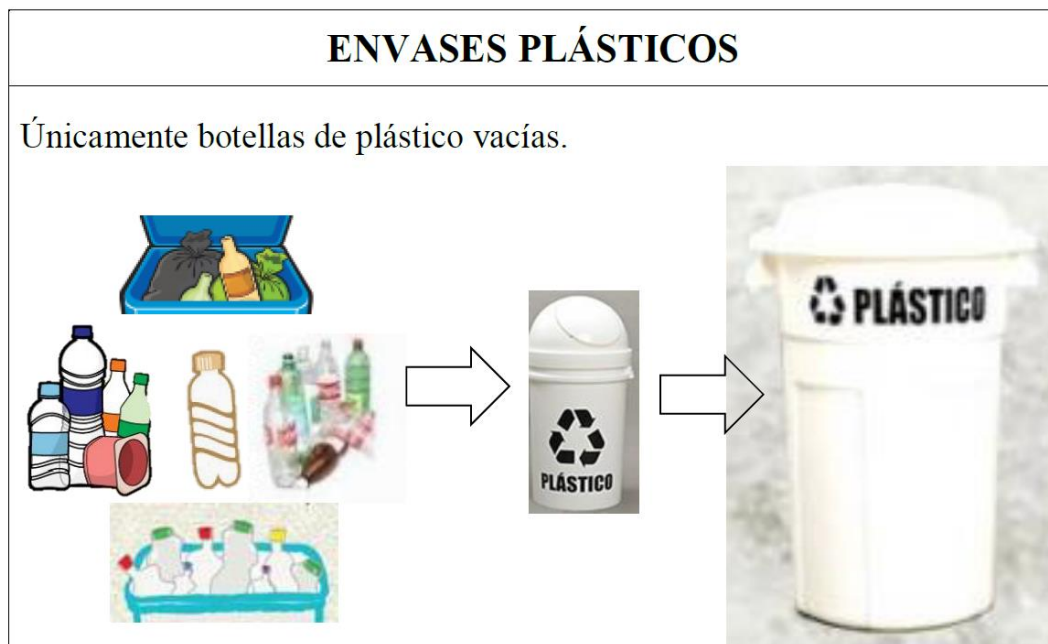 ENVASES PLÁSTICOS
Únicamente botellas de plástico vacías.
PLÁSTICO
PLÁSTICO